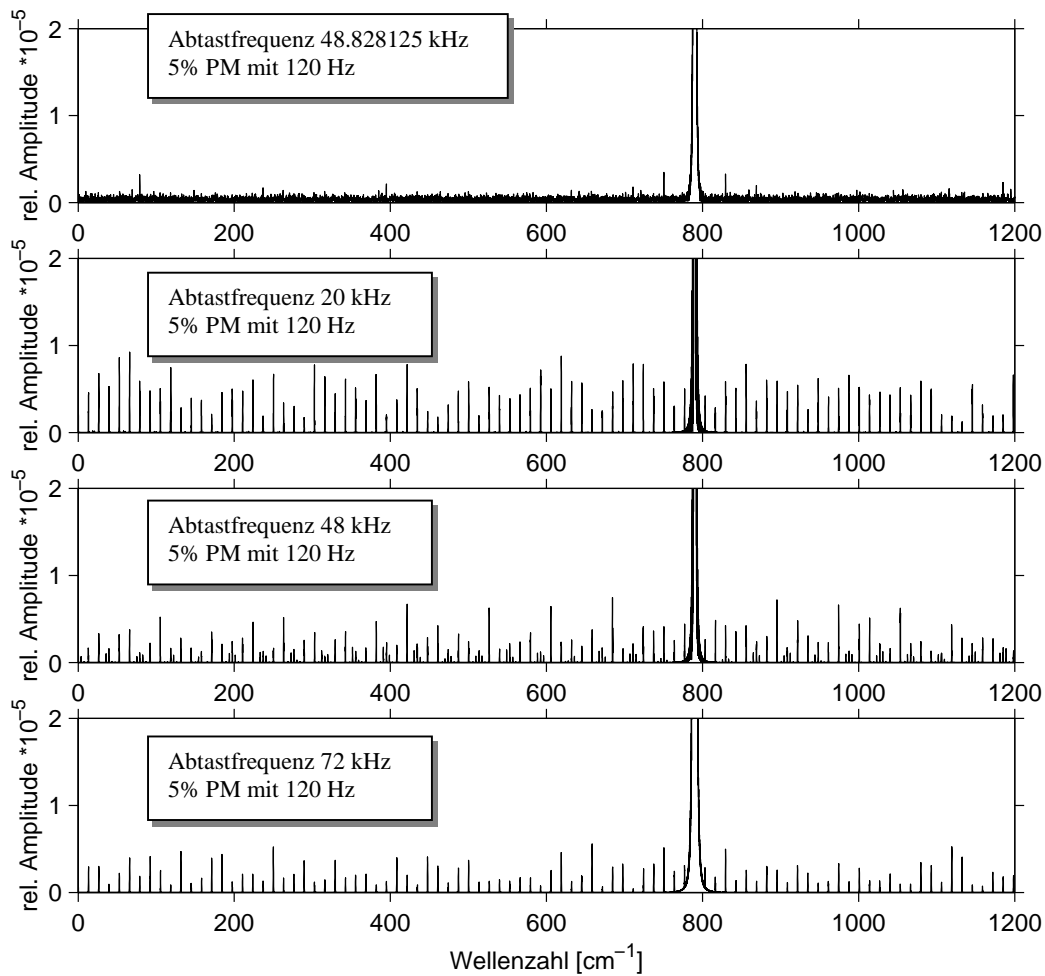 Abtastfrequenz 48.828125 kHz
5% PM mit 120 Hz
rel. Amplitude *10⁻⁵
2
1
0
0 200 400 600 800 1000 1200
Abtastfrequenz 20 kHz
5% PM mit 120 Hz
rel. Amplitude *10⁻⁵
2
1
0
0 200 400 600 800 1000 1200
Abtastfrequenz 48 kHz
5% PM mit 120 Hz
rel. Amplitude *10⁻⁵
2
1
0
0 200 400 600 800 1000 1200
Abtastfrequenz 72 kHz
5% PM mit 120 Hz
rel. Amplitude *10⁻⁵
2
1
0
0 200 400 600 800 1000 1200
Wellenzahl [cm⁻¹]